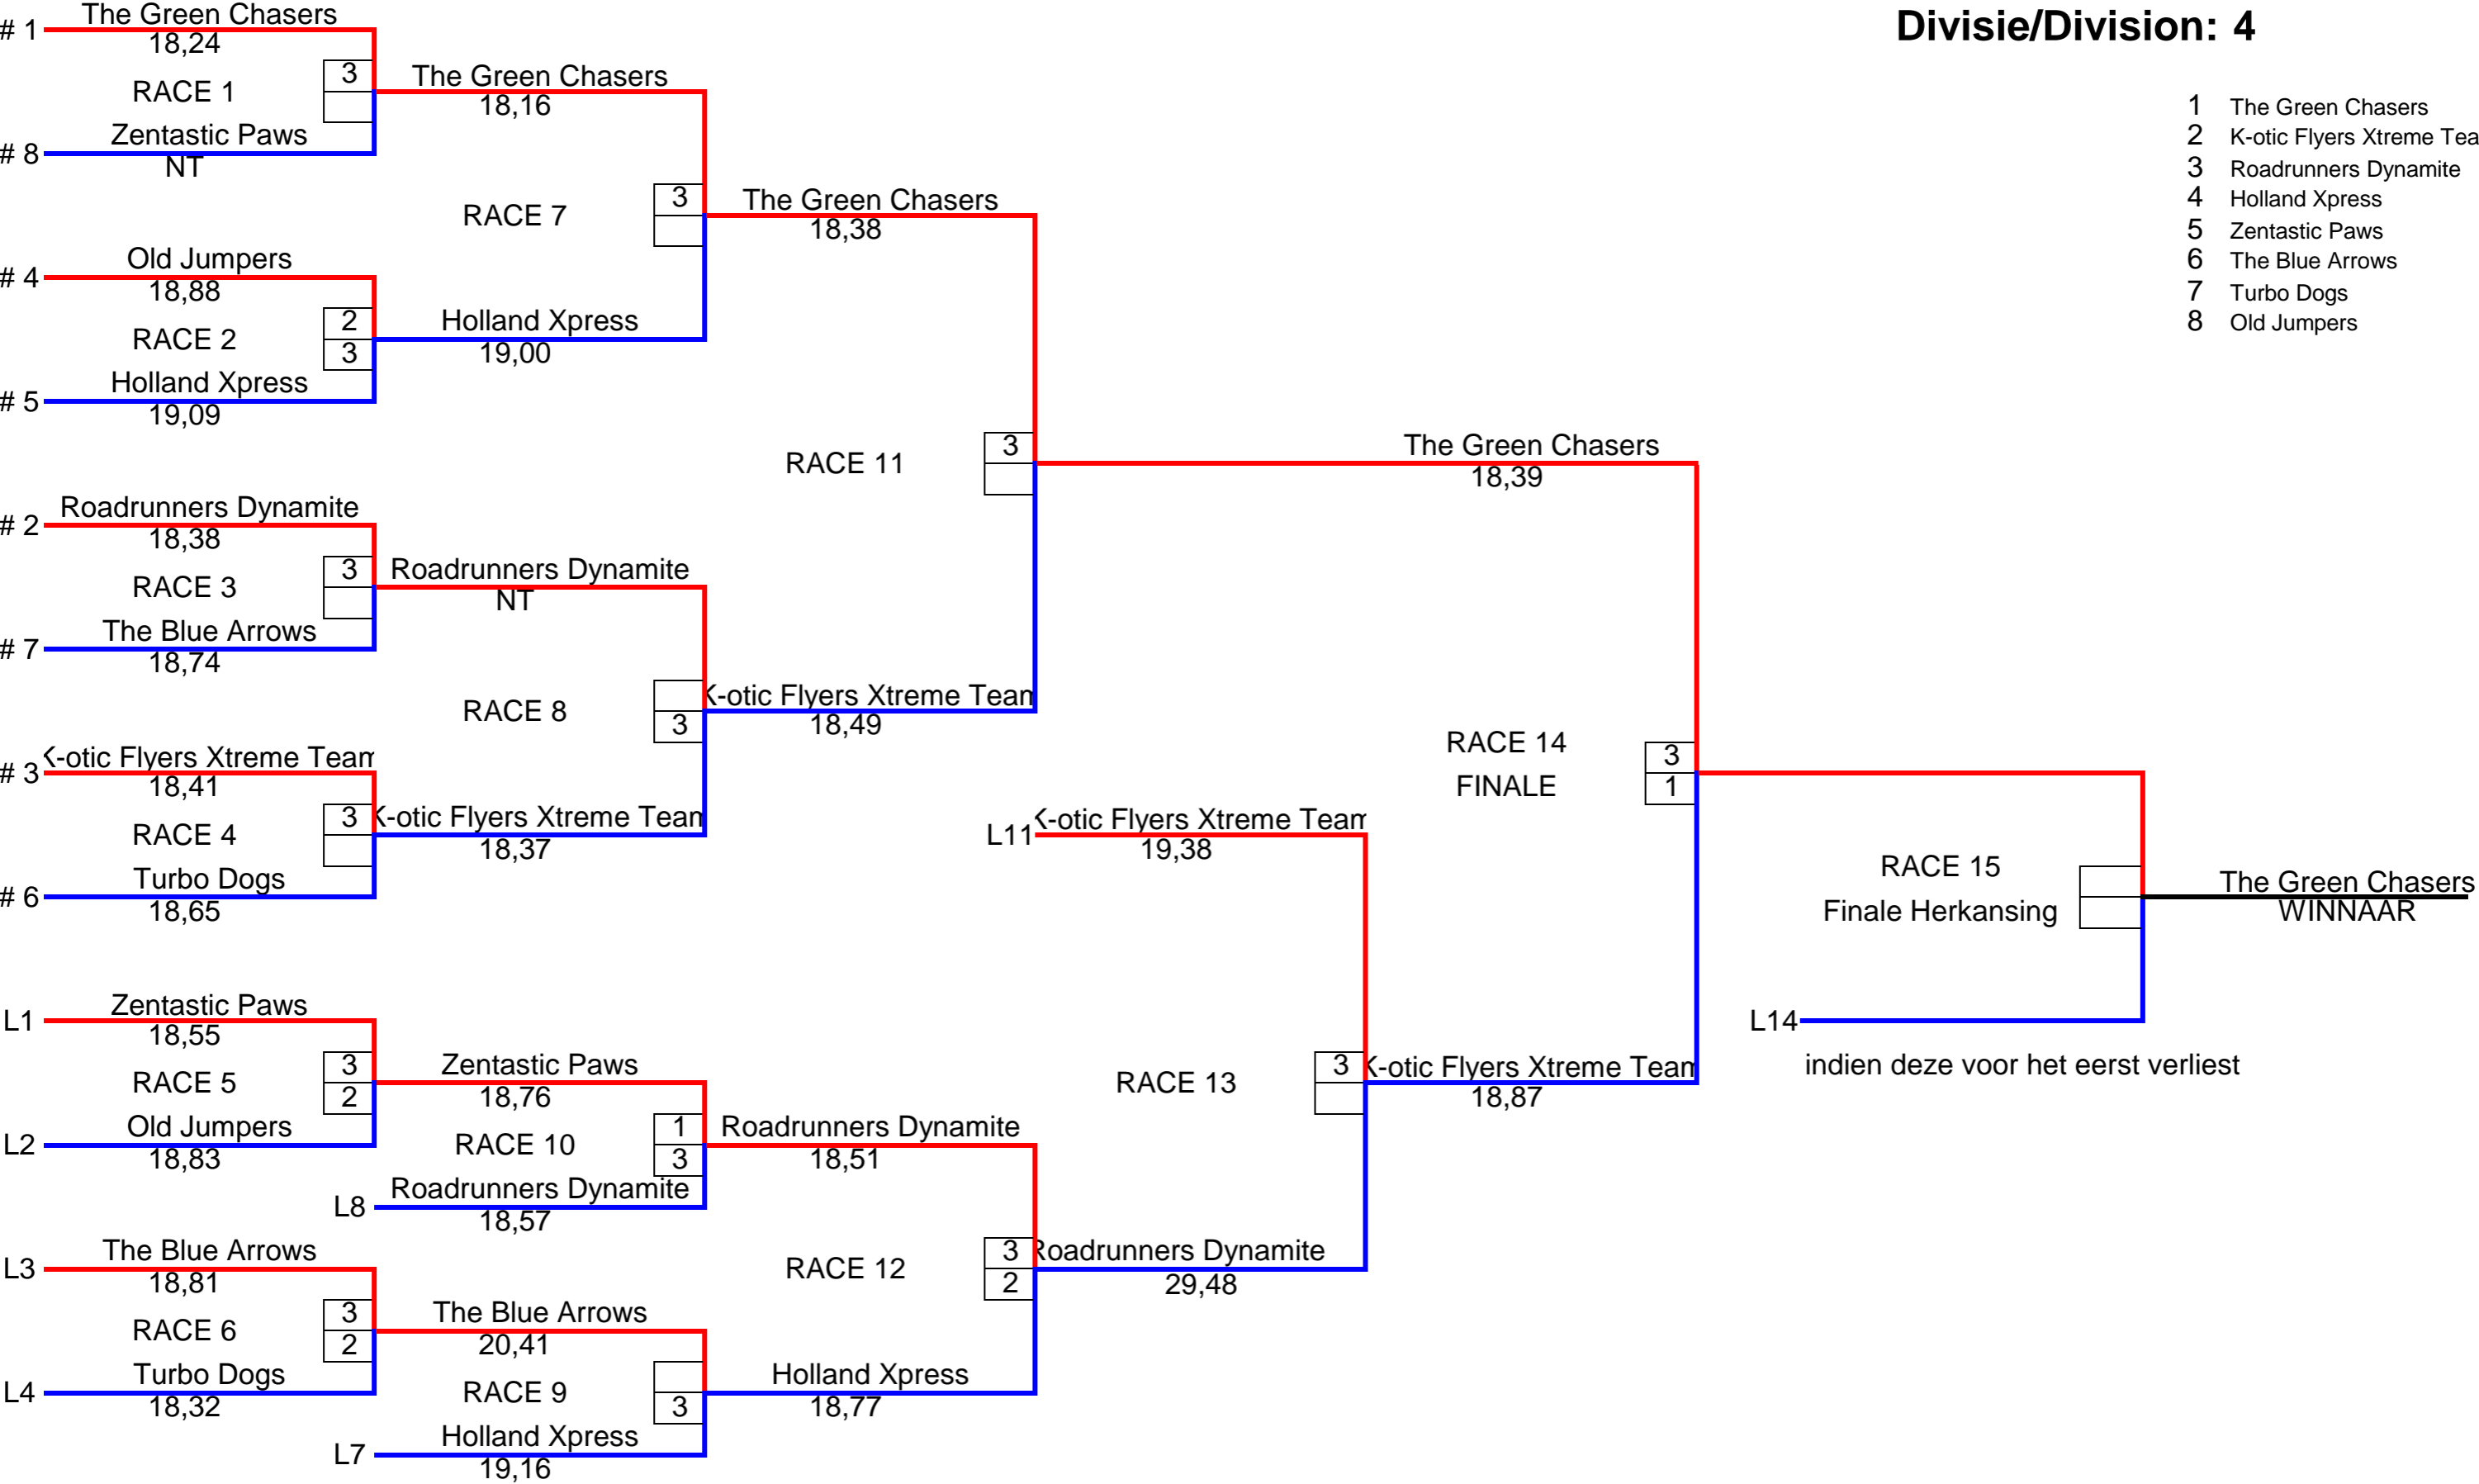 Divisie/Division: 4
1 The Green Chasers
2 K-otic Flyers Xtreme Tea
3 Roadrunners Dynamite
4 Holland Xpress
5 Zentastic Paws
6 The Blue Arrows
7 Turbo Dogs
8 Old Jumpers
# 1 The Green Chasers
18,24
RACE 1
3
# 8 Zentastic Paws
NT
# 4 Old Jumpers
18,88
RACE 2
2
3
# 5 Holland Xpress
19,09
# 2 Roadrunners Dynamite
18,38
RACE 3
3
# 7 The Blue Arrows
18,74
# 3 K-otic Flyers Xtreme Team
18,41
RACE 4
3
# 6 Turbo Dogs
18,65
L1 Zentastic Paws
18,55
RACE 5
3
2
L2 Old Jumpers
18,83
L3 The Blue Arrows
18,81
RACE 6
3
2
L4 Turbo Dogs
18,32
The Green Chasers
18,16
RACE 7
3
Holland Xpress
19,00
Roadrunners Dynamite
NT
RACE 8
3
K-otic Flyers Xtreme Team
18,37
Zentastic Paws
18,76
RACE 10
1
3
L8 Roadrunners Dynamite
18,57
The Blue Arrows
20,41
RACE 9
3
L7 Holland Xpress
19,16
The Green Chasers
18,38
RACE 11
3
K-otic Flyers Xtreme Team
18,49
Roadrunners Dynamite
18,51
RACE 12
3
2
Holland Xpress
18,77
L11 K-otic Flyers Xtreme Team
19,38
RACE 13
3
Roadrunners Dynamite
29,48
The Green Chasers
18,39
RACE 14
FINALE
3
1
K-otic Flyers Xtreme Team
18,87
RACE 15
Finale Herkansing
L14
indien deze voor het eerst verliest
The Green Chasers
WINNAAR